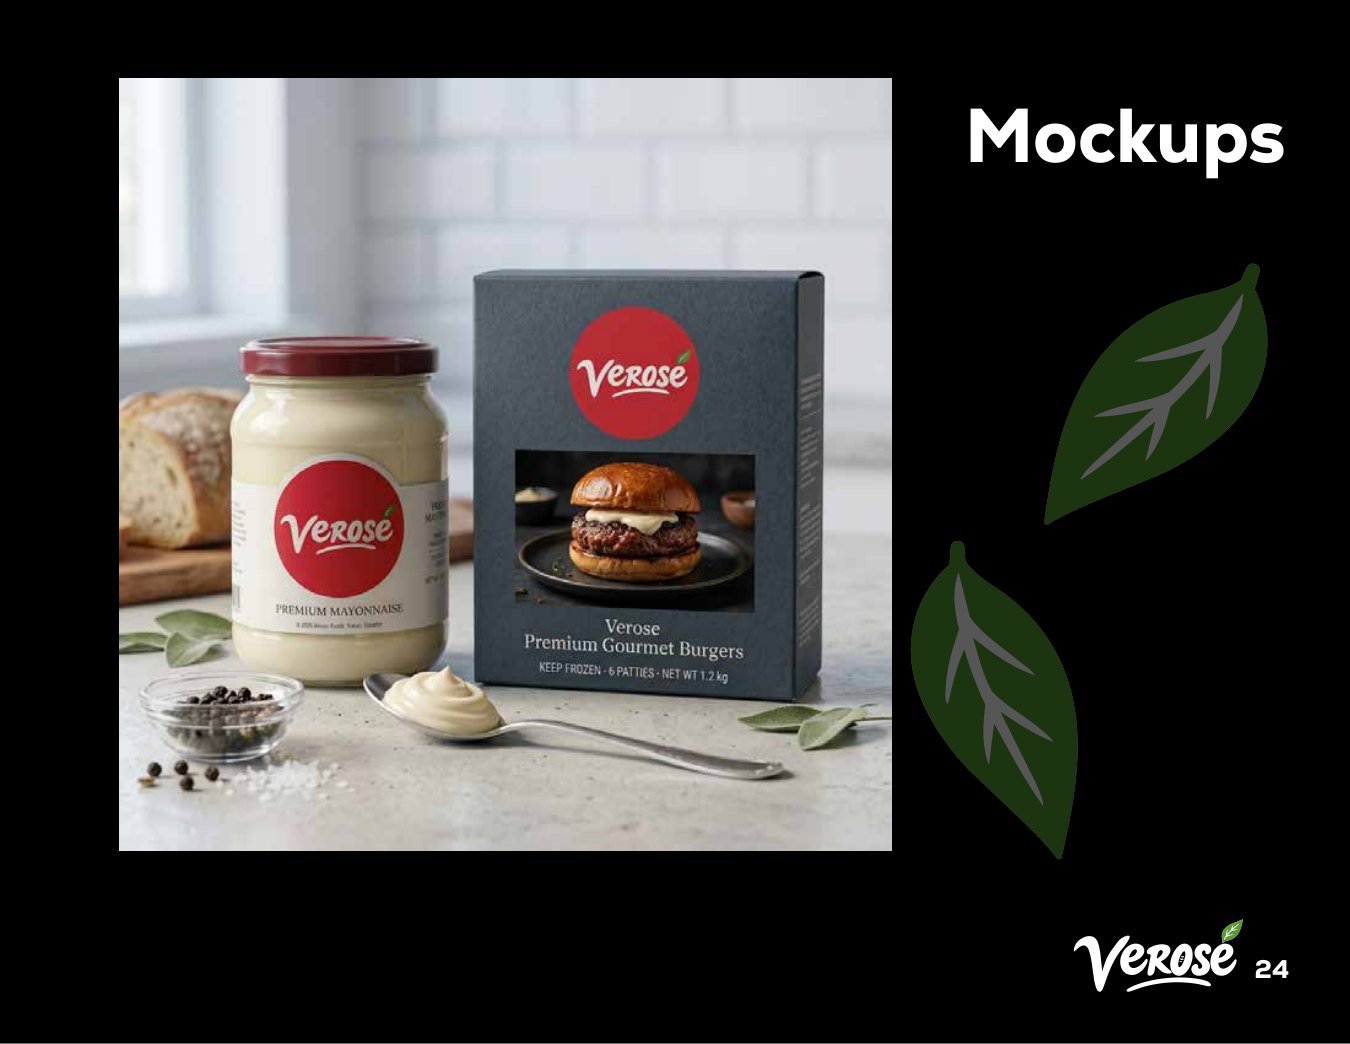 Mockups
Verosé
Verose
Premium Gourmet Burgers
KEEP FROZEN - 6 PATTIES - NET WT 1.2 kg
Verosé
PREMIUM MAYONNAISE
Verosé
24